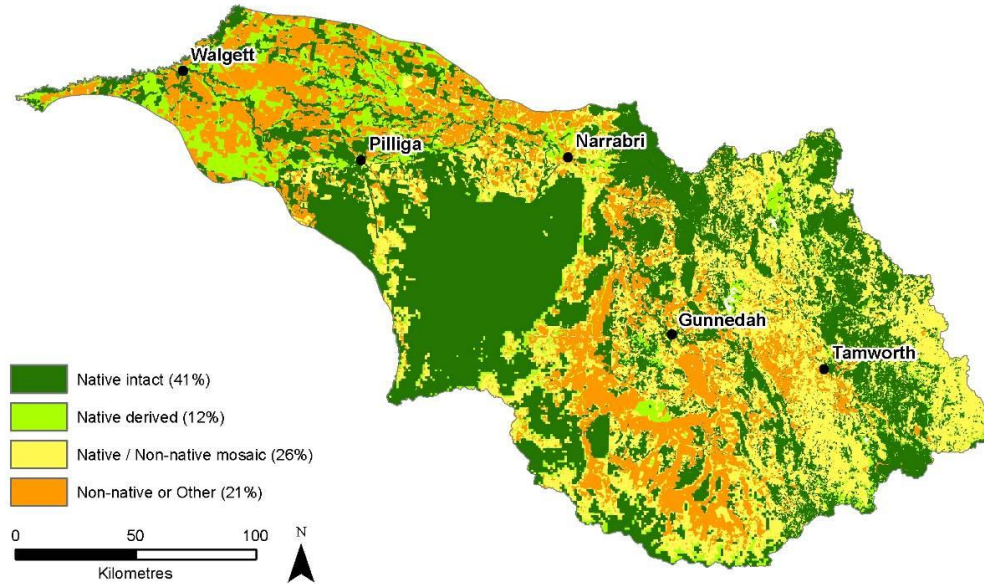 Walgett
Pilliga
Narrabri
Gunnedah
Tamworth
Native intact (41%)
Native derived (12%)
Native / Non-native mosaic (26%)
Non-native or Other (21%)
0 50 100
Kilometres
N